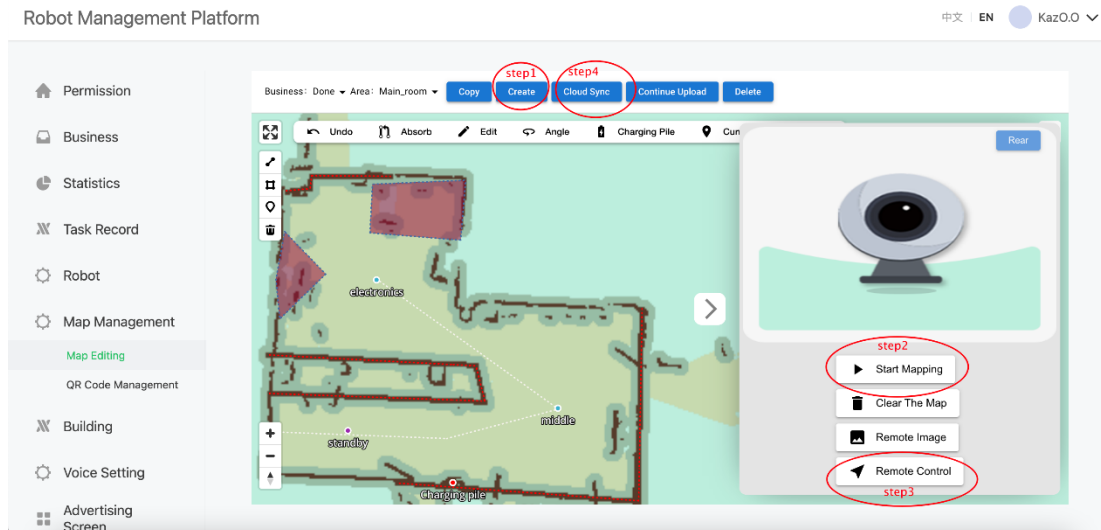 Robot Management Platform
中文 | EN KazO.O
step1 step4
Business: Done Area: Main_room Copy Create Cloud Sync Continue Upload Delete
Permission
Undo Absorb Edit Angle Charging Pile Cur
Rear
Business
Statistics
Task Record
Robot
electronics
Map Management
step2
Map Editing
Start Mapping
QR Code Management
Clear The Map
middle
Building
standby
Remote Image
Voice Setting
Remote Control
step3
Charging pile
Advertising
Screen